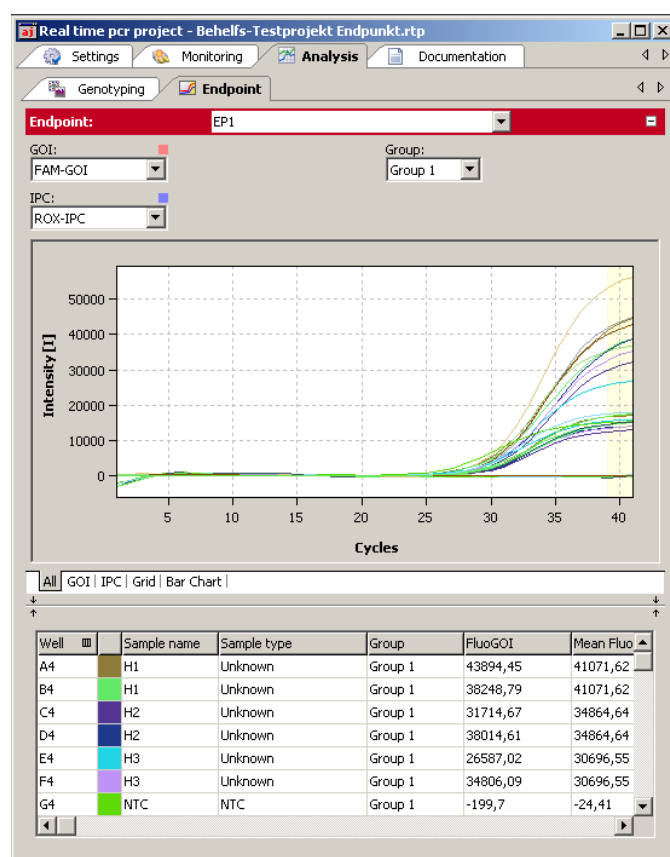 Real time pcr project - Behelfs-Testprojekt Endpunkt.rtp
Settings Monitoring Analysis Documentation
Genotyping Endpoint
Endpoint: EP1
GOI: Group:
FAM-GOI Group 1
IPC:
ROX-IPC
Intensity [I]
50000
40000
30000
20000
10000
0
5 10 15 20 25 30 35 40
Cycles
All GOI IPC Grid Bar Chart
Well Sample name Sample type Group FluoGOI Mean Fluo
A4 H1 Unknown Group 1 43894,45 41071,62
B4 H1 Unknown Group 1 38248,79 41071,62
C4 H2 Unknown Group 1 31714,67 34864,64
D4 H2 Unknown Group 1 38014,61 34864,64
E4 H3 Unknown Group 1 26587,02 30696,55
F4 H3 Unknown Group 1 34806,09 30696,55
G4 NTC NTC Group 1 -199,7 -24,41